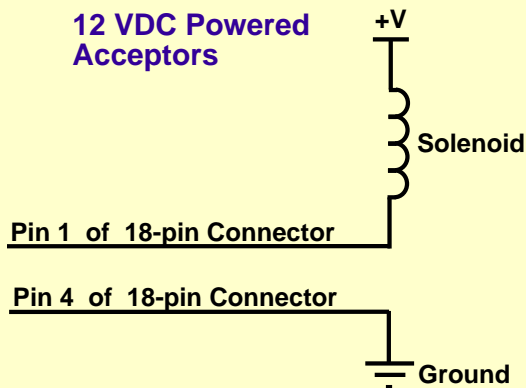 12 VDC Powered
Acceptors
+V
Solenoid
Pin 1 of 18-pin Connector
Pin 4 of 18-pin Connector
Ground